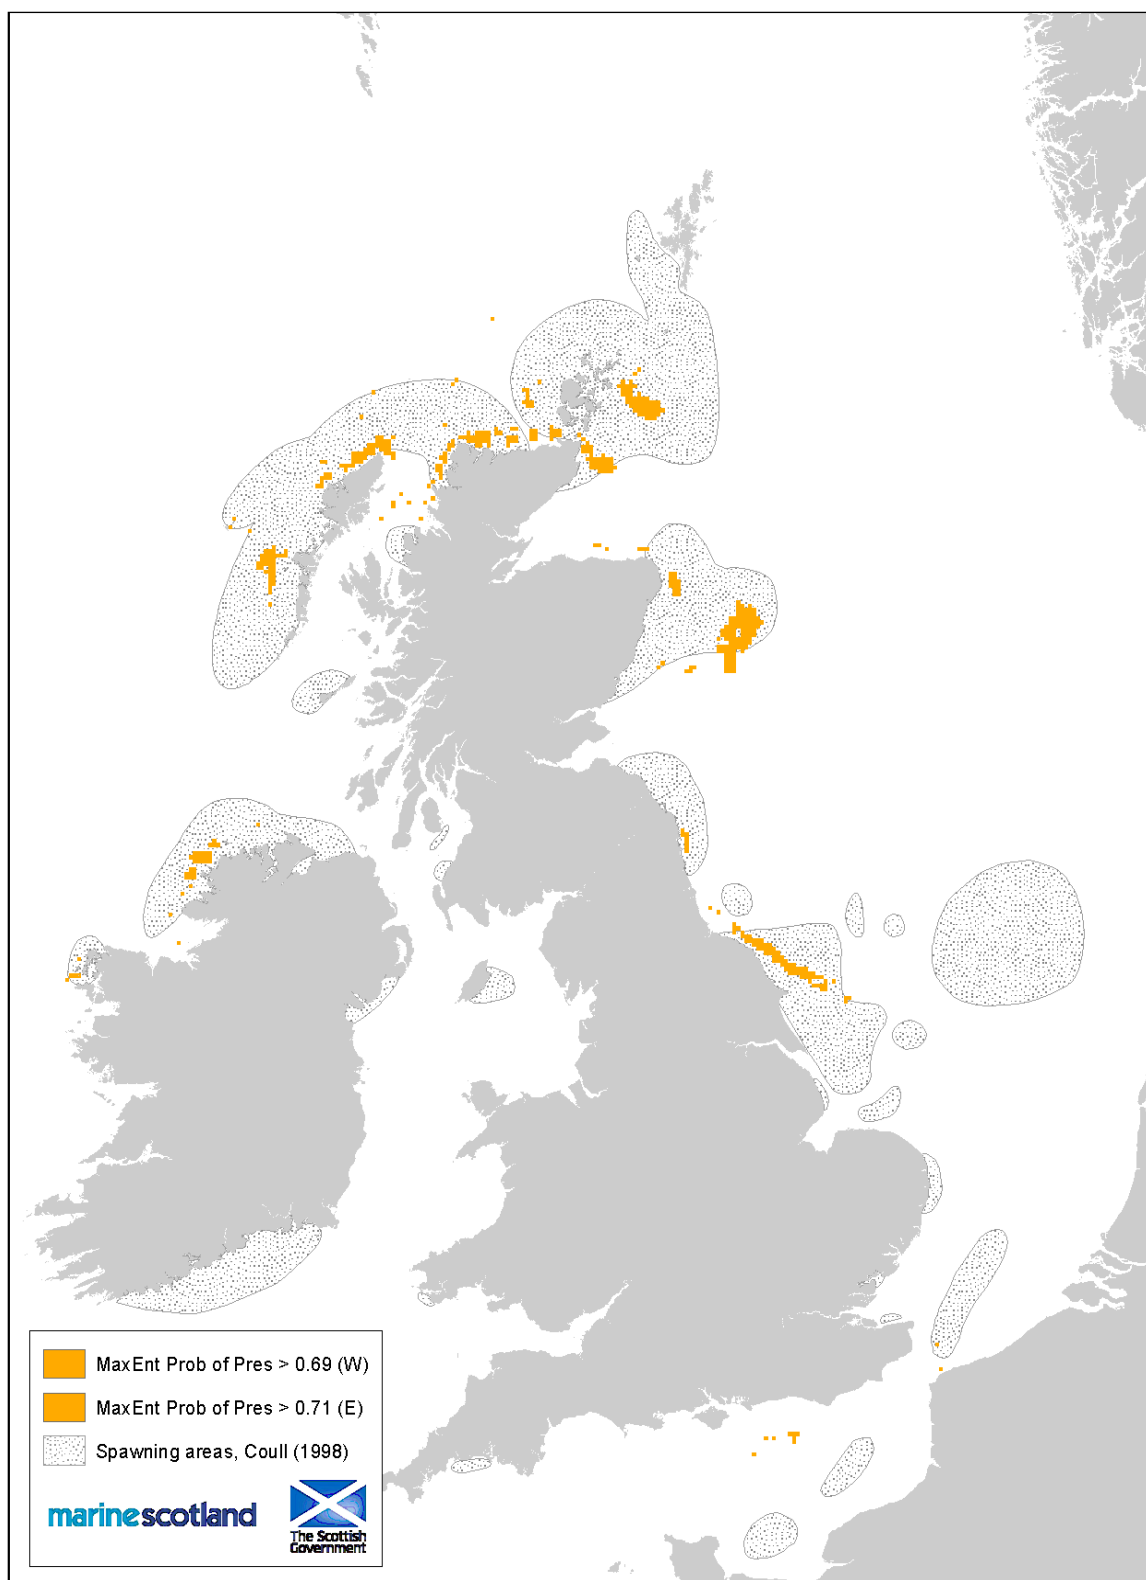 MaxEnt Prob of Pres > 0.69 (W)
MaxEnt Prob of Pres > 0.71 (E)
Spawning areas, Coull (1998)
marinescotland
The Scottish
Government